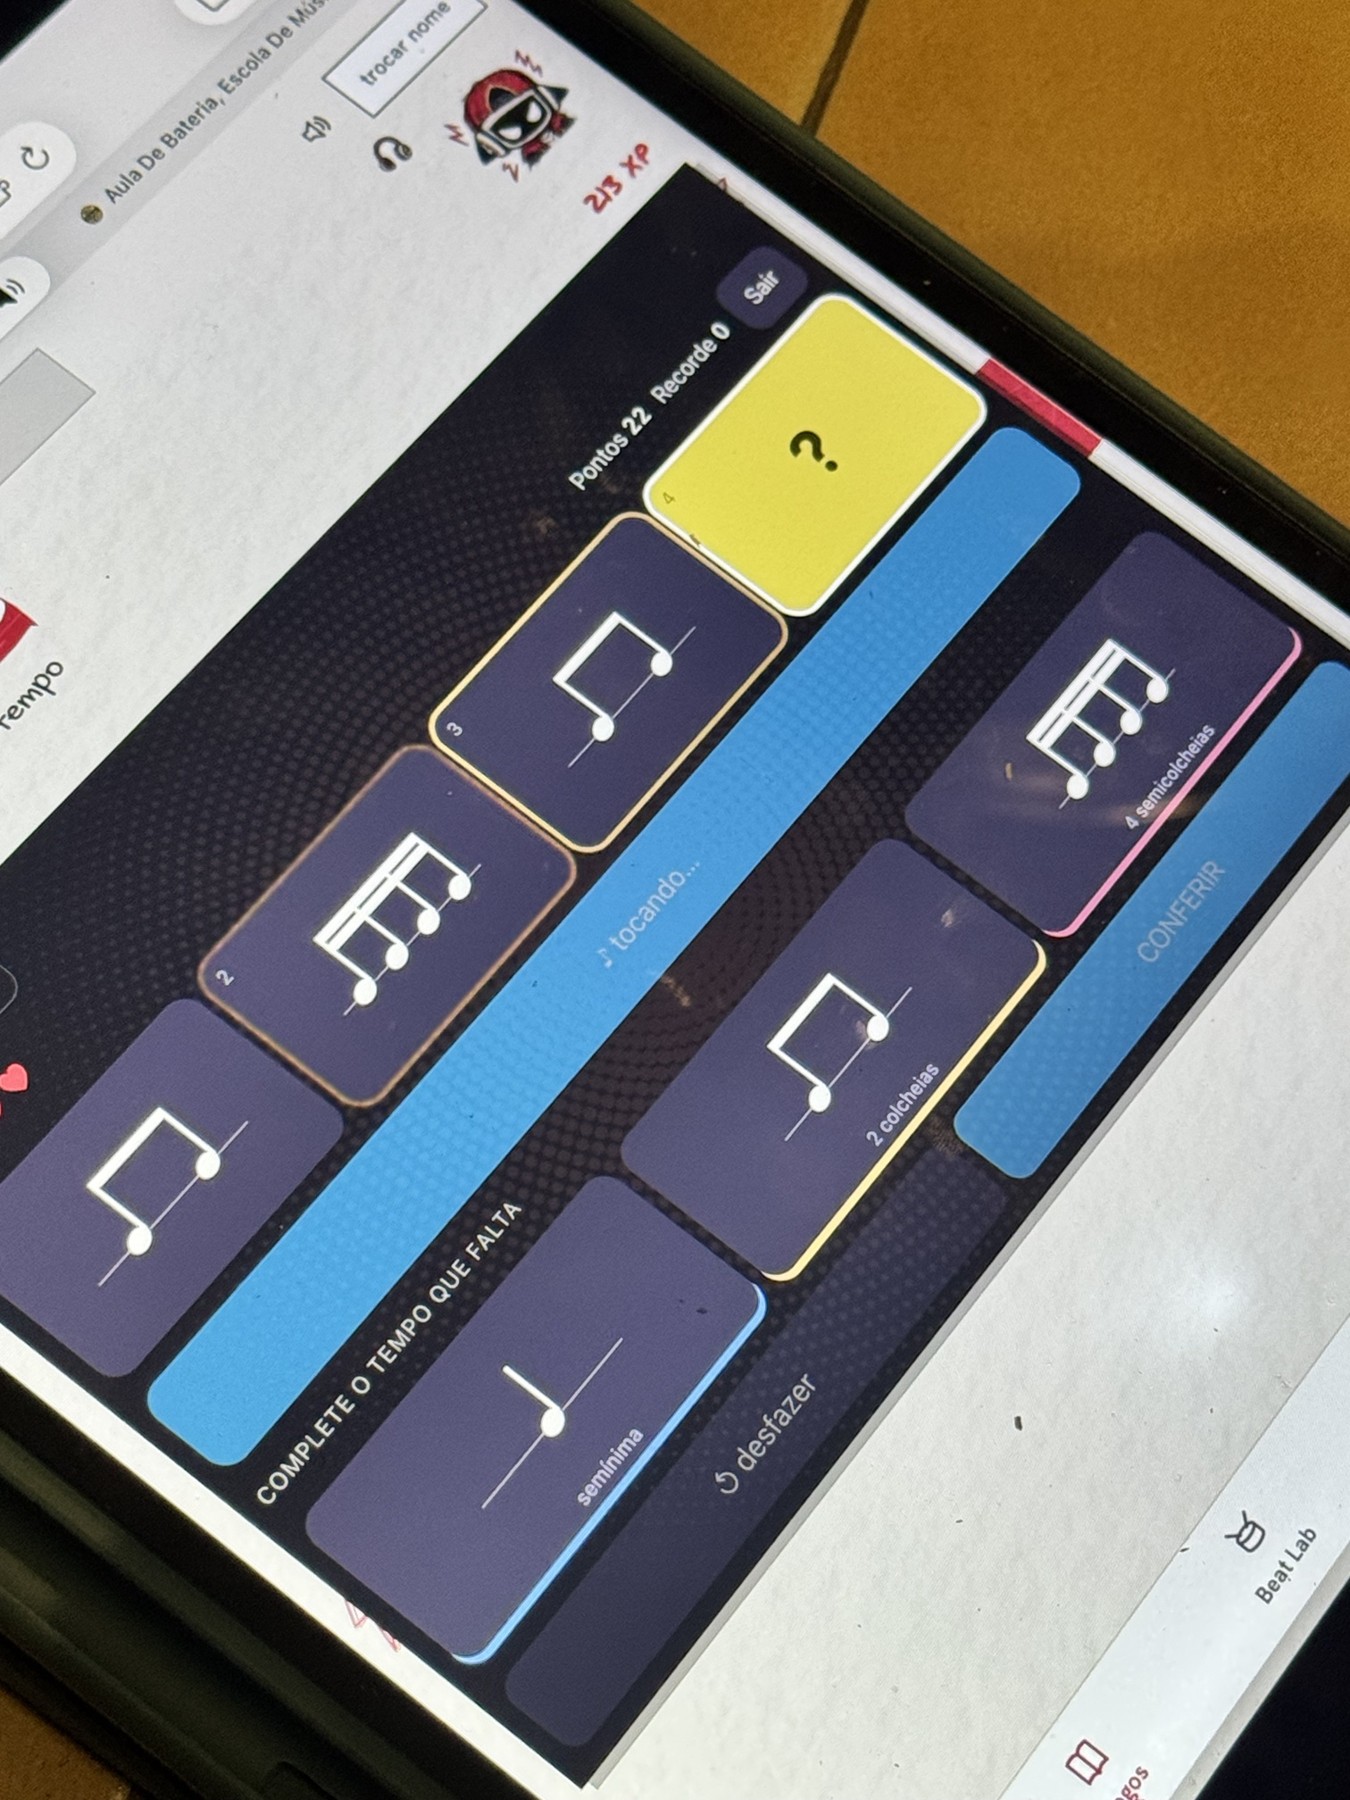 Aula De Bateria, Escola De
trocar nome
213 XP
Tempo
Pontos 22 Recorde 0
Sair
2
3
4
?
♪ tocando...
COMPLETE O TEMPO QUE FALTA
semínima
2 colcheias
4 semicolcheias
desfazer
CONFERIR
Beat Lab